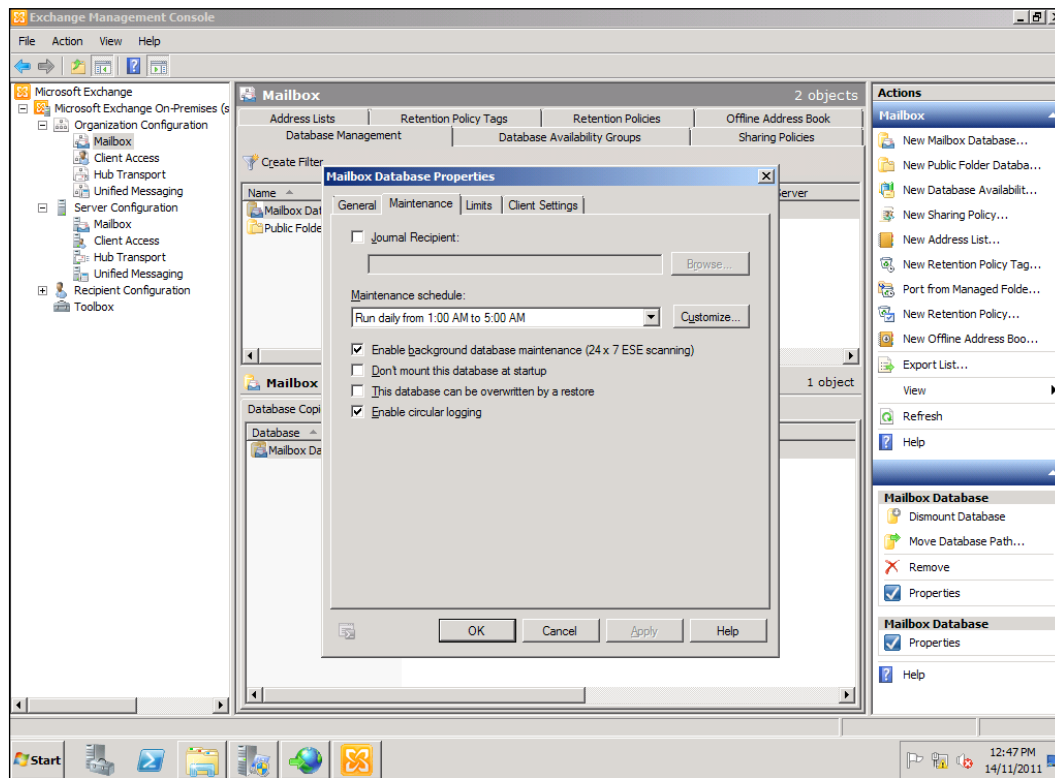 Exchange Management Console
File Action View Help
Microsoft Exchange
Microsoft Exchange On-Premises (s
Organization Configuration
Mailbox
Client Access
Hub Transport
Unified Messaging
Server Configuration
Mailbox
Client Access
Hub Transport
Unified Messaging
Recipient Configuration
Toolbox
Mailbox 2 objects
Address Lists Retention Policy Tags Retention Policies Offline Address Book
Database Management Database Availability Groups Sharing Policies
Create Filter
Name erver
Mailbox Dat
Public Folde
Mailbox 1 object
Database Copi
Database
Mailbox Da
Mailbox Database Properties
General Maintenance Limits Client Settings
Journal Recipient:
Browse...
Maintenance schedule:
Run daily from 1:00 AM to 5:00 AM Customize...
Enable background database maintenance (24 x 7 ESE scanning)
Don't mount this database at startup
This database can be overwritten by a restore
Enable circular logging
OK Cancel Apply Help
Actions
Mailbox
New Mailbox Database...
New Public Folder Databa...
New Database Availabilit...
New Sharing Policy...
New Address List...
New Retention Policy Tag...
Port from Managed Folde...
New Retention Policy...
New Offline Address Boo...
Export List...
View
Refresh
Help
Mailbox Database
Dismount Database
Move Database Path...
Remove
Properties
Mailbox Database
Properties
Help
Start
12:47 PM
14/11/2011